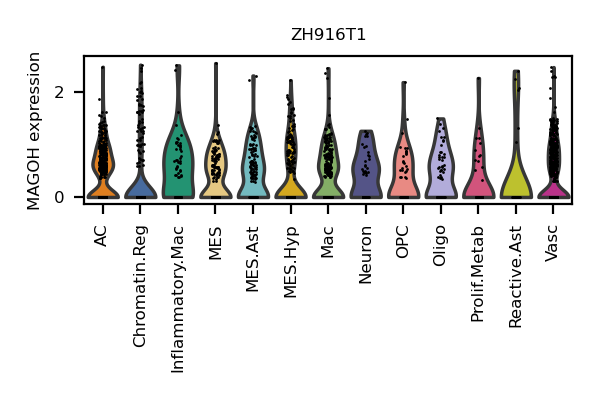 ZH916T1
MAGOH expression
2
0
AC
Chromatin.Reg
Inflammatory.Mac
MES
MES.Ast
MES.Hyp
Mac
Neuron
OPC
Oligo
Prolif.Metab
Reactive.Ast
Vasc